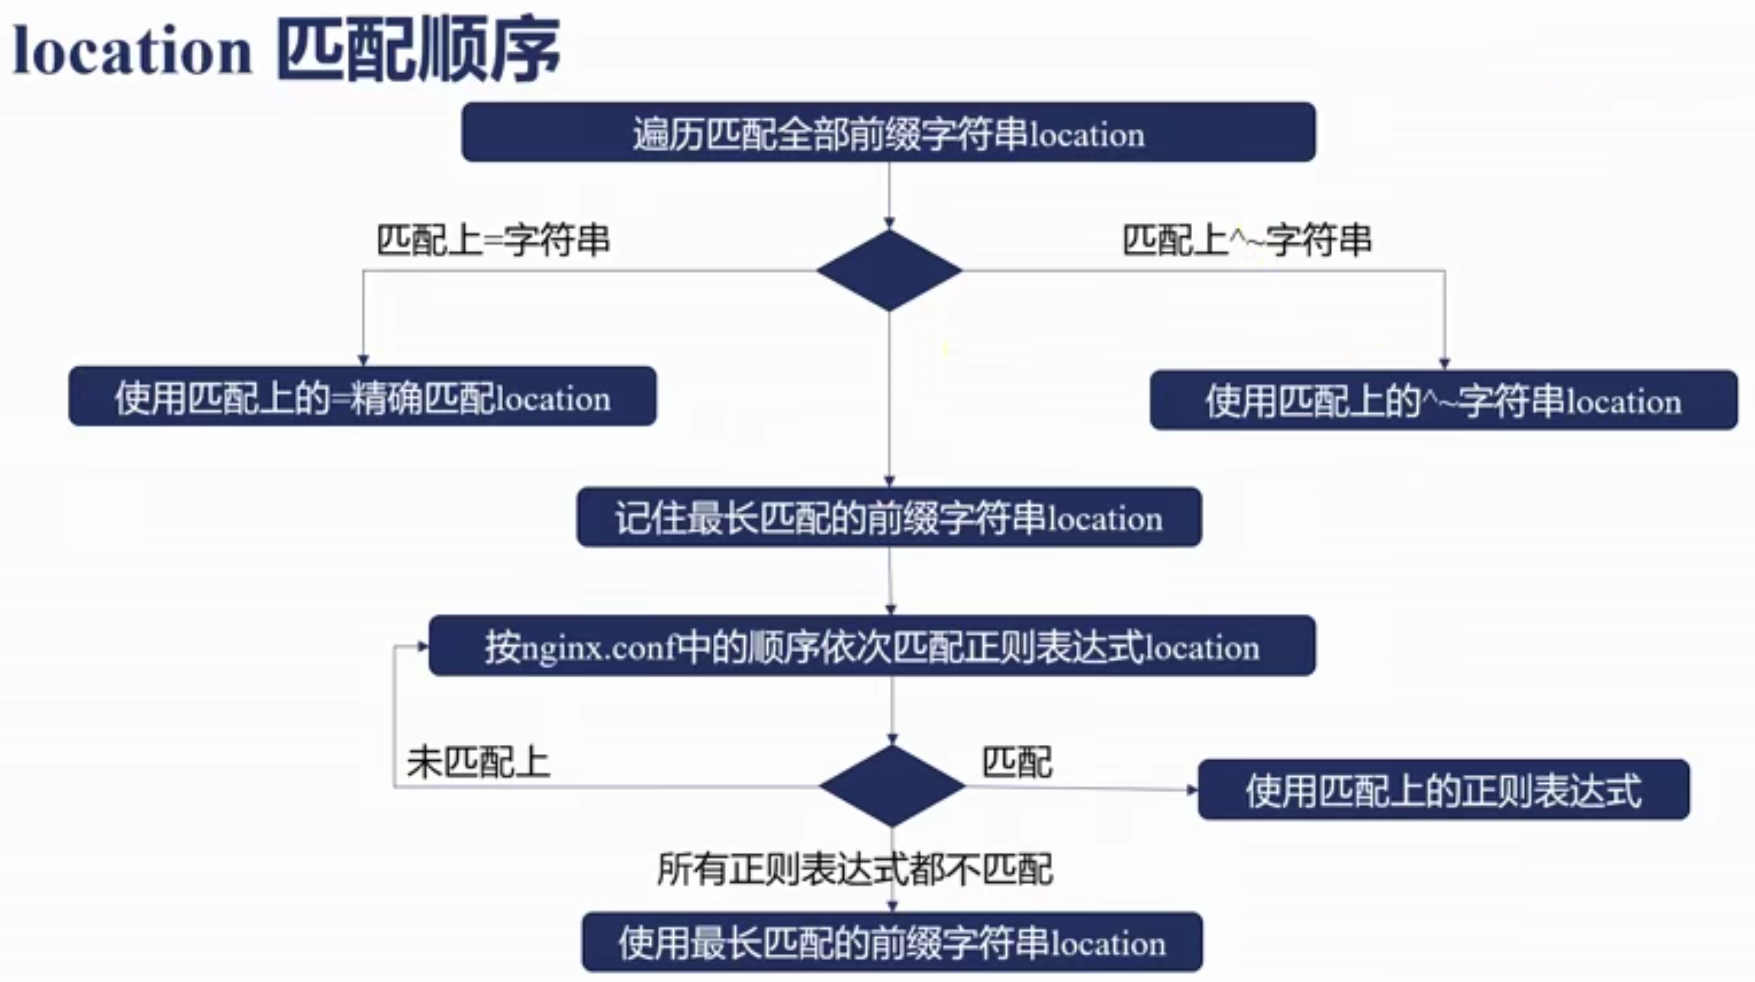 location 匹配顺序
遍历匹配全部前缀字符串location
匹配上=字符串
匹配上^~字符串
使用匹配上的=精确匹配location
使用匹配上的^~字符串location
记住最长匹配的前缀字符串location
按nginx.conf中的顺序依次匹配正则表达式location
未匹配上
匹配
使用匹配上的正则表达式
所有正则表达式都不匹配
使用最长匹配的前缀字符串location